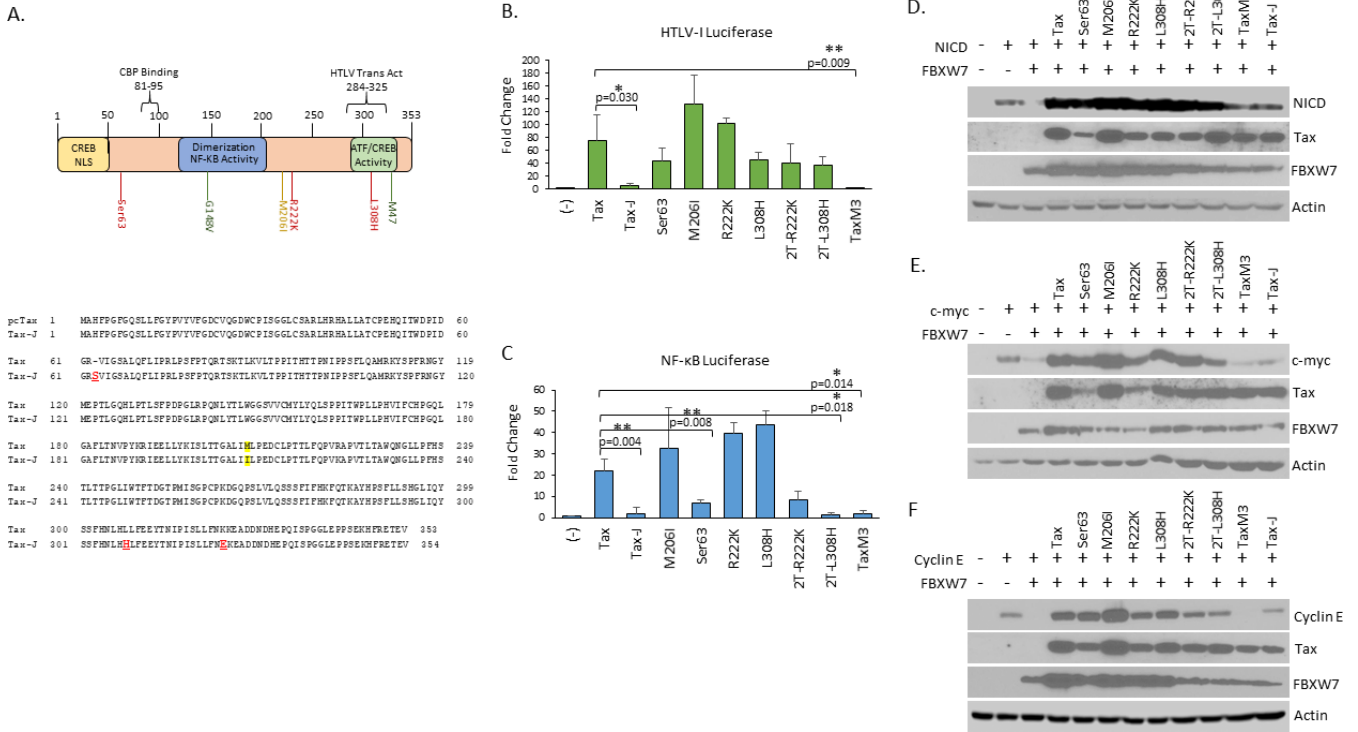 A.
CBP Binding
81-95
HTLV Trans Act
284-325
1 50 100 150 200 250 300 353
CREB
NLS
Dimerization
NF-KB Activity
ATF/CREB
Activity
Ser63
G148V
M206I
R222K
L308H
M47
pcTax 1 MAHFPGFGQSLLFGYPVYVFGDCVQGDWCPISGGLCSARLHRHALLATCPEHQITWDPID 60
Tax-J 1 MAHFPGFGQSLLFGYPVYVFGDCVQGDWCPISGGLCSARLHRHALLATCPEHQITWDPID 60
Tax 61 GR-VIGSALQFLIPRLPSFPTQRTSKTLKVLTPPITHTTPNIPPSFLQAMRKYSPFRNGY 119
Tax-J 61 GRSVIGSALQFLIPRLPSFPTQRTSKTLKVLTPPITHTTPNIPPSFLQAMRKYSPFRNGY 120
Tax 120 MEPTLGQHLPTLSFPDPGLRPQNLYTLWGGSVVCMYLYQLSPPITWPLLPHVIFCHPGQL 179
Tax-J 121 MEPTLGQHLPTLSFPDPGLRPQNLYTLWGGSVVCMYLYQLSPPITWPLLPHVIFCHPGQL 180
Tax 180 GAFLTNVPYKRIEELLYKISLTTGALIMLPEDCLPTTLFQPVRAPVTLTAWQNGLLPFHS 239
Tax-J 181 GAFLTNVPYKRIEELLYKISLTTGALIILPEDCLPTTLFQPVKAPVTLTAWQNGLLPFHS 240
Tax 240 TLTTPGLIWTFTDGTPMISGPCPKDGQPSLVLQSSSFIFHKFQTKAYHPSFLLSHGLIQY 299
Tax-J 241 TLTTPGLIWTFTDGTPMISGPCPKDGQPSLVLQSSSFIFHKFQTKAYHPSFLLSHGLIQY 300
Tax 300 SSFHNLHLLFEEYTNIPISLLFNKKEADDNDHEPQISPGGLEPPSEKHFRETEV 353
Tax-J 301 SSFHNLHHLFEEYTNIPISLLFNEKEADDNDHEPQISPGGLEPPSEKHFRETEV 354
B.
HTLV-I Luciferase
**
p=0.009
*
p=0.030
Fold Change
200
180
160
140
120
100
80
60
40
20
0
(-) Tax Tax-J Ser63 M206I R222K L308H 2T-R222K 2T-L308H TaxM3
C
NF-κB Luciferase
*
p=0.014
*
p=0.018
**
p=0.008
**
p=0.004
Fold Change
60
50
40
30
20
10
0
(-) Tax Tax-J M206I Ser63 R222K L308H 2T-R222K 2T-L308H TaxM3
D.
Tax Ser63 M206I R222K L308H TaxM3 Tax-J
NICD - + + + + + + + + + + +
FBXW7 - - + + + + + + + + + +
NICD
Tax
FBXW7
Actin
E.
Tax Ser63 M206I R222K L308H 2T-R222K 2T-L308H TaxM3 Tax-J
c-myc - + + + + + + + + + + +
FBXW7 - - + + + + + + + + + +
c-myc
Tax
FBXW7
Actin
F
Tax Ser63 M206I R222K L308H 2T-R222K 2T-L308H TaxM3 Tax-J
Cyclin E - + + + + + + + + + + +
FBXW7 - - + + + + + + + + + +
Cyclin E
Tax
FBXW7
Actin